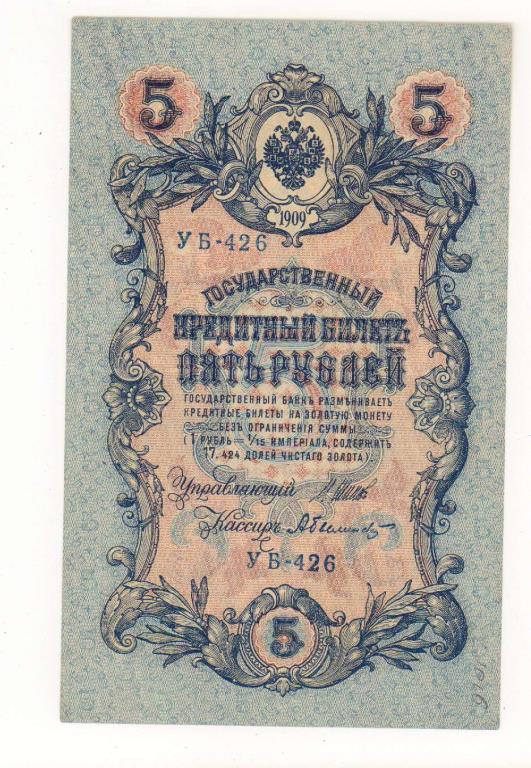 5 5
1909
УБ-426
ГОСУДАРСТВЕННЫЙ
КРЕДИТНЫЙ БИЛЕТЪ
ПЯТЬ РУБЛЕЙ
ГОСУДАРСТВЕННЫЙ БАНКЪ РАЗМѢНИВАЕТЪ
КРЕДИТНЫЕ БИЛЕТЫ НА ЗОЛОТУЮ МОНЕТУ
БЕЗЪ ОГРАНИЧЕНІЯ СУММЫ
(1 РУБЛЬ = 1/15 ИМПЕРІАЛА, СОДЕРЖИТЪ
17,424 ДОЛЕЙ ЧИСТАГО ЗОЛОТА).
Управляющій
Кассиръ
УБ-426
5